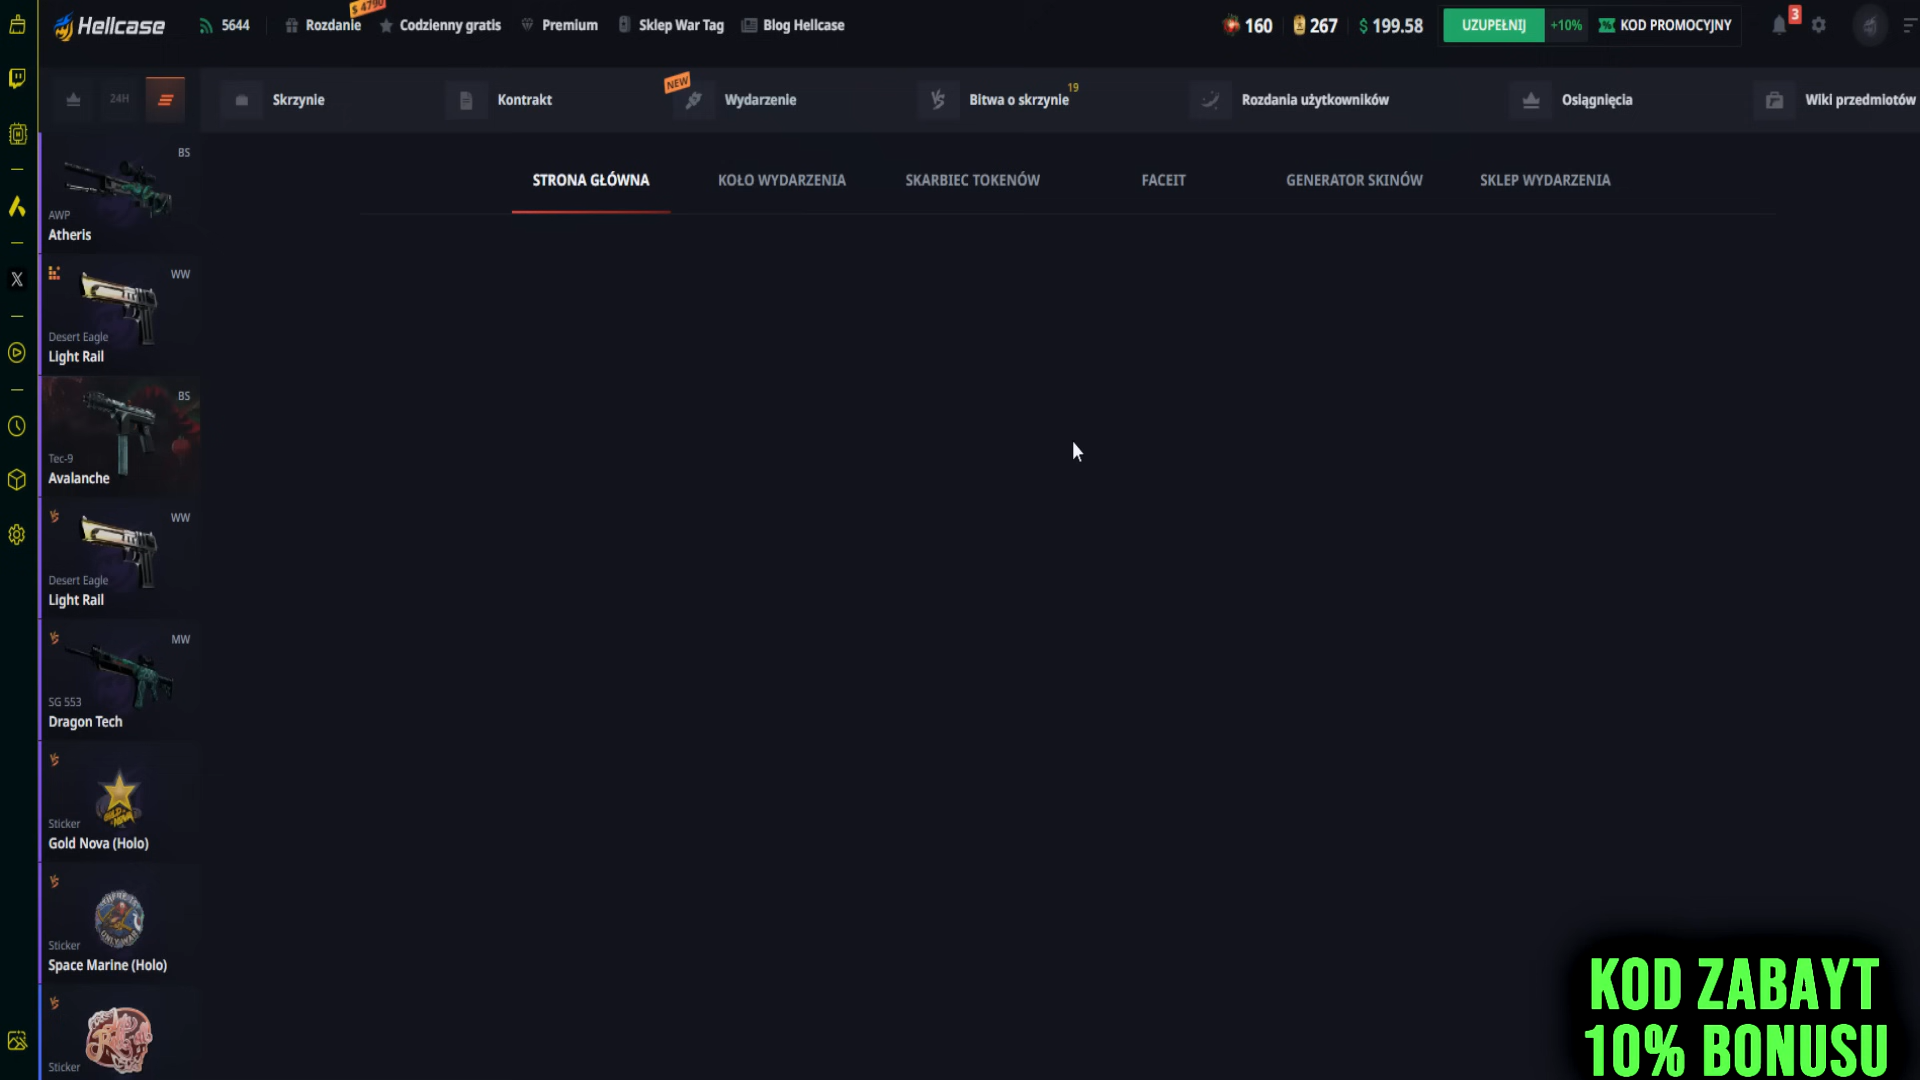 Hellcase
5644
Rozdanie
$ 4790
Codzienny gratis
Premium
Sklep War Tag
Blog Hellcase
160
267
$ 199.58
UZUPEŁNIJ
+10%
KOD PROMOCYJNY
3
24H
Skrzynie
Kontrakt
NEW
Wydarzenie
Bitwa o skrzynie
19
Rozdania użytkowników
Osiągnięcia
Wiki przedmiotów
STRONA GŁÓWNA
KOŁO WYDARZENIA
SKARBIEC TOKENÓW
FACEIT
GENERATOR SKINÓW
SKLEP WYDARZENIA
BS
AWP
Atheris
WW
Desert Eagle
Light Rail
BS
Tec-9
Avalanche
WW
Desert Eagle
Light Rail
MW
SG 553
Dragon Tech
Sticker
Gold Nova (Holo)
Sticker
Space Marine (Holo)
Sticker
KOD ZABAYT
10% BONUSU